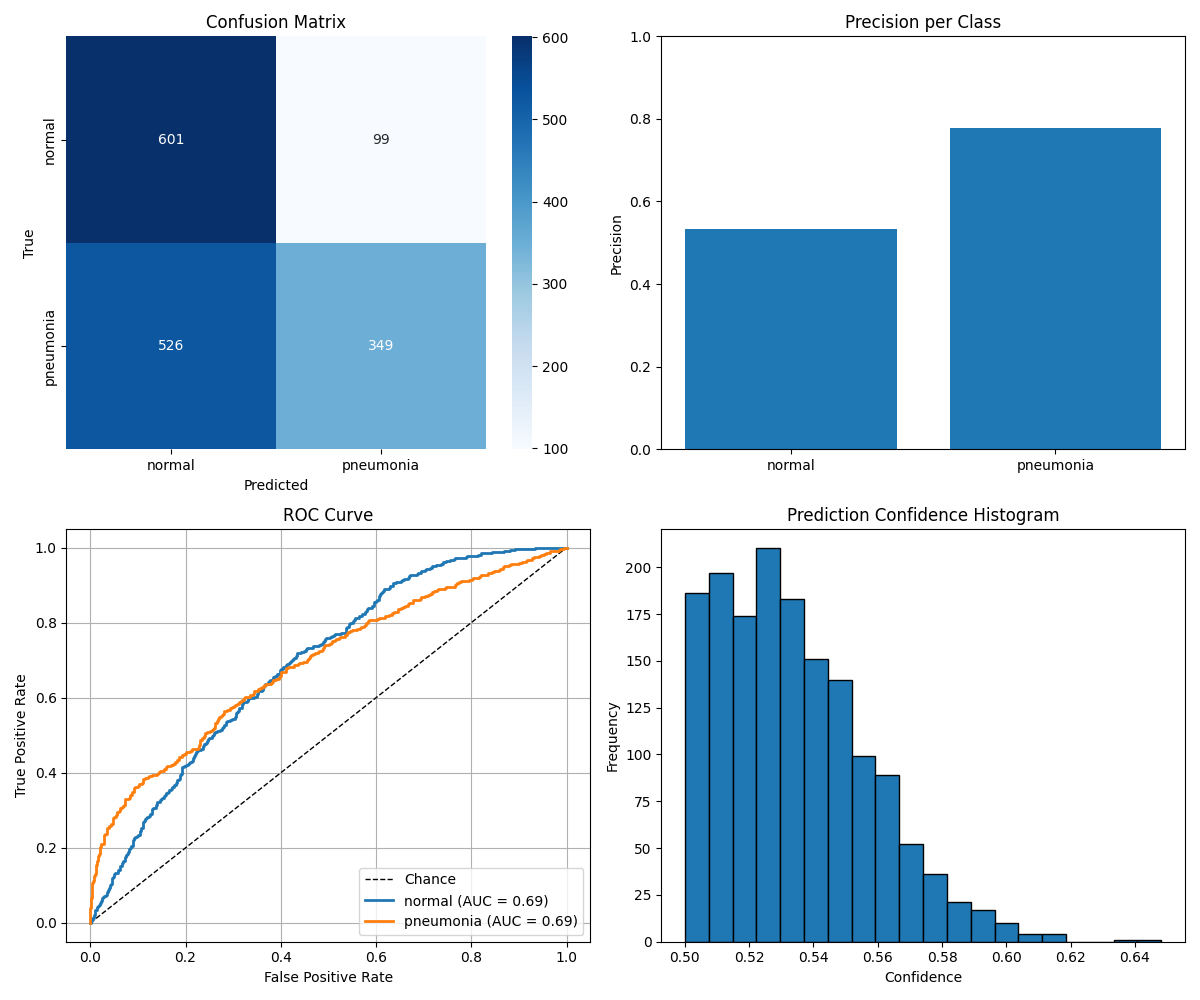 Confusion Matrix
True
normal
pneumonia
601
99
526
349
normal
pneumonia
Predicted
600
500
400
300
200
100
Precision per Class
Precision
1.0
0.8
0.6
0.4
0.2
0.0
normal
pneumonia
ROC Curve
True Positive Rate
1.0
0.8
0.6
0.4
0.2
0.0
Chance
normal (AUC = 0.69)
pneumonia (AUC = 0.69)
0.0 0.2 0.4 0.6 0.8 1.0
False Positive Rate
Prediction Confidence Histogram
Frequency
200
175
150
125
100
75
50
25
0
0.50 0.52 0.54 0.56 0.58 0.60 0.62 0.64
Confidence